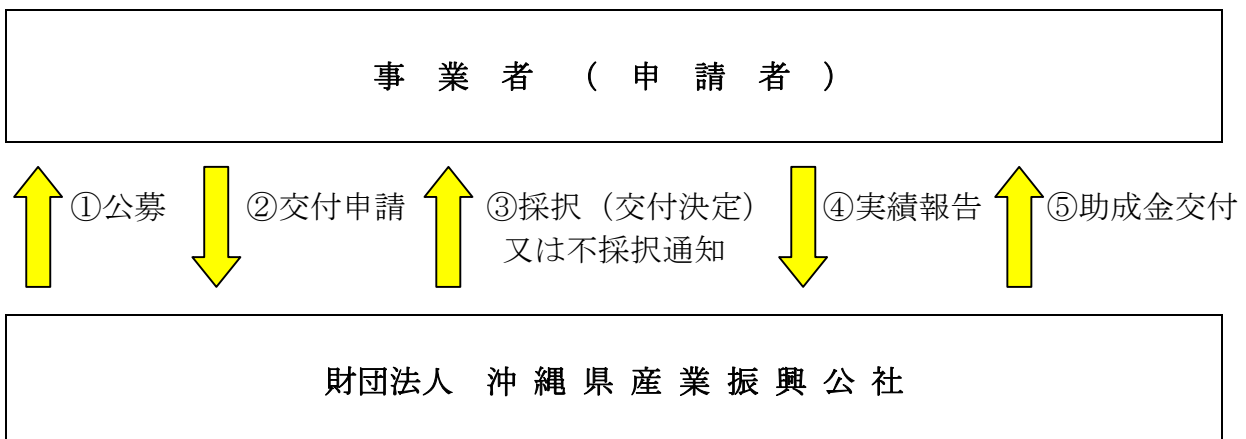 事業者(申請者)
①公募
②交付申請
③採択(交付決定)
又は不採択通知
④実績報告
⑤助成金交付
財団法人 沖縄県産業振興公社